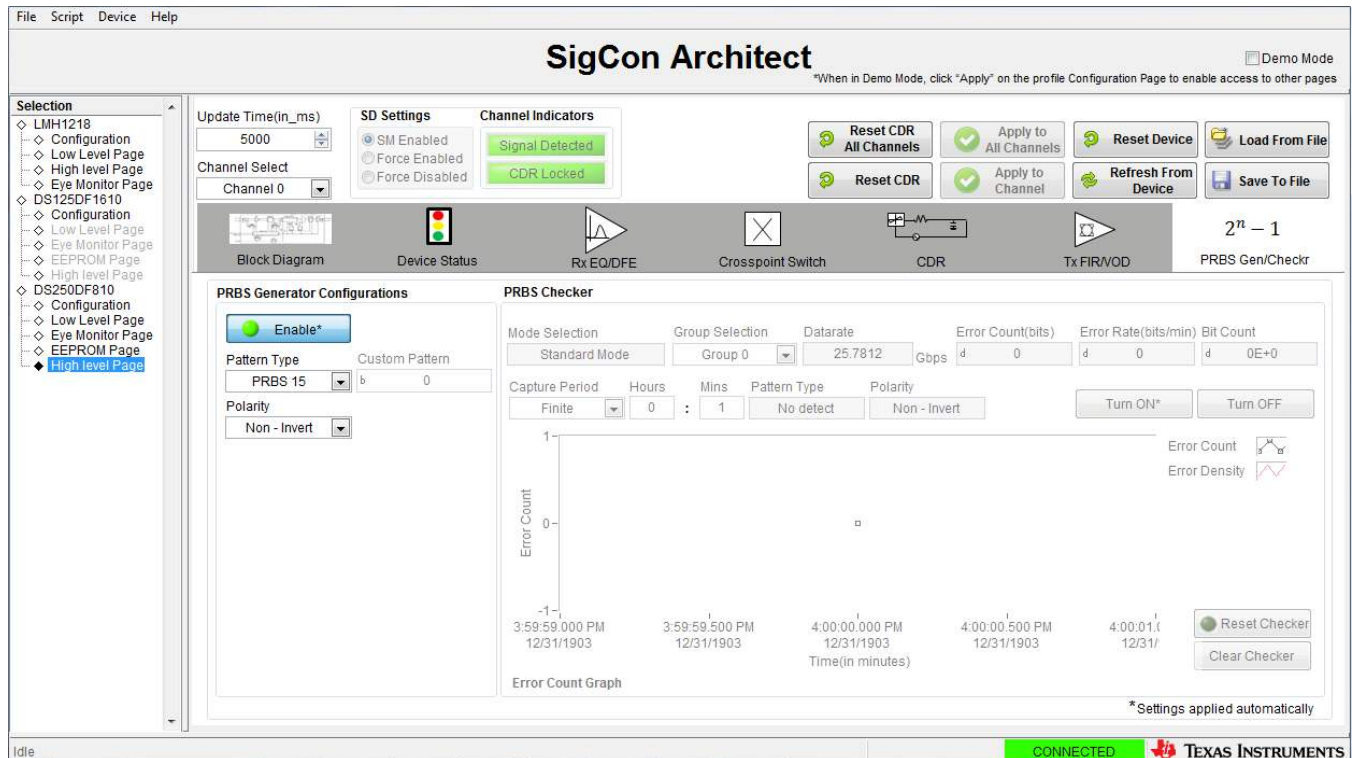 File Script Device Help
SigCon Architect
Demo Mode
*When in Demo Mode, click "Apply" on the profile Configuration Page to enable access to other pages
Selection
LMH1218
Configuration
Low Level Page
High level Page
Eye Monitor Page
DS125DF1610
Configuration
Low Level Page
Eye Monitor Page
EEPROM Page
High level Page
DS250DF810
Configuration
Low Level Page
Eye Monitor Page
EEPROM Page
High level Page
Update Time(in_ms)
5000
Channel Select
Channel 0
SD Settings
SM Enabled
Force Enabled
Force Disabled
Channel Indicators
Signal Detected
CDR Locked
Reset CDR
All Channels
Apply to
All Channels
Reset Device
Load From File
Reset CDR
Apply to
Channel
Refresh From
Device
Save To File
Block Diagram
Device Status
Rx EQ/DFE
Crosspoint Switch
CDR
Tx FIR/VOD
2ⁿ − 1
PRBS Gen/Checkr
PRBS Generator Configurations
Enable*
Pattern Type
PRBS 15
Custom Pattern
b 0
Polarity
Non - Invert
PRBS Checker
Mode Selection
Standard Mode
Group Selection
Group 0
Datarate
25.7812 Gbps
Error Count(bits)
d 0
Error Rate(bits/min)
d 0
Bit Count
d 0E+0
Capture Period
Finite
Hours
0
:
Mins
1
Pattern Type
No detect
Polarity
Non - Invert
Turn ON*
Turn OFF
Error Count
Error Density
Error Count
1
0
-1
3:59:59.000 PM
12/31/1903
3:59:59.500 PM
12/31/1903
4:00:00.000 PM
12/31/1903
4:00:00.500 PM
12/31/1903
4:00:01.(
12/31/
Time(in minutes)
Reset Checker
Clear Checker
Error Count Graph
*Settings applied automatically
Idle
CONNECTED
TEXAS INSTRUMENTS